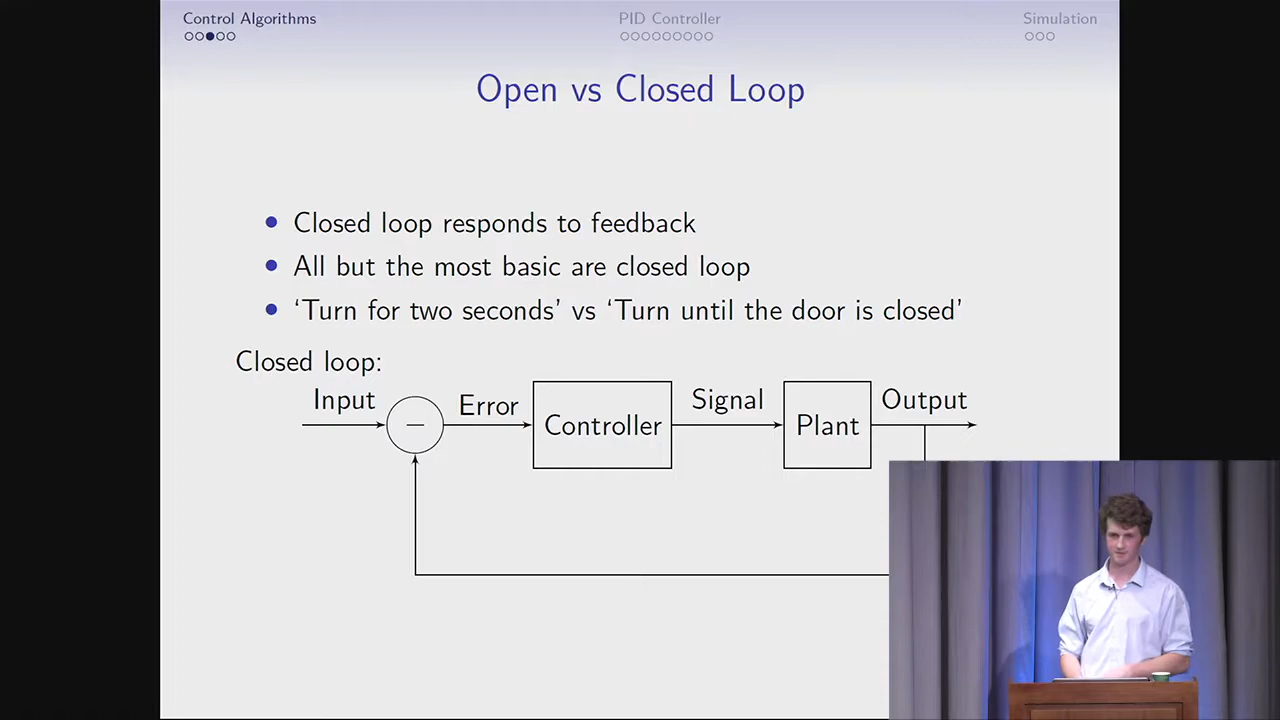 Control Algorithms
PID Controller
Simulation
Open vs Closed Loop
• Closed loop responds to feedback
• All but the most basic are closed loop
• ‘Turn for two seconds’ vs ‘Turn until the door is closed’
Closed loop:
Input
−
Error
Controller
Signal
Plant
Output